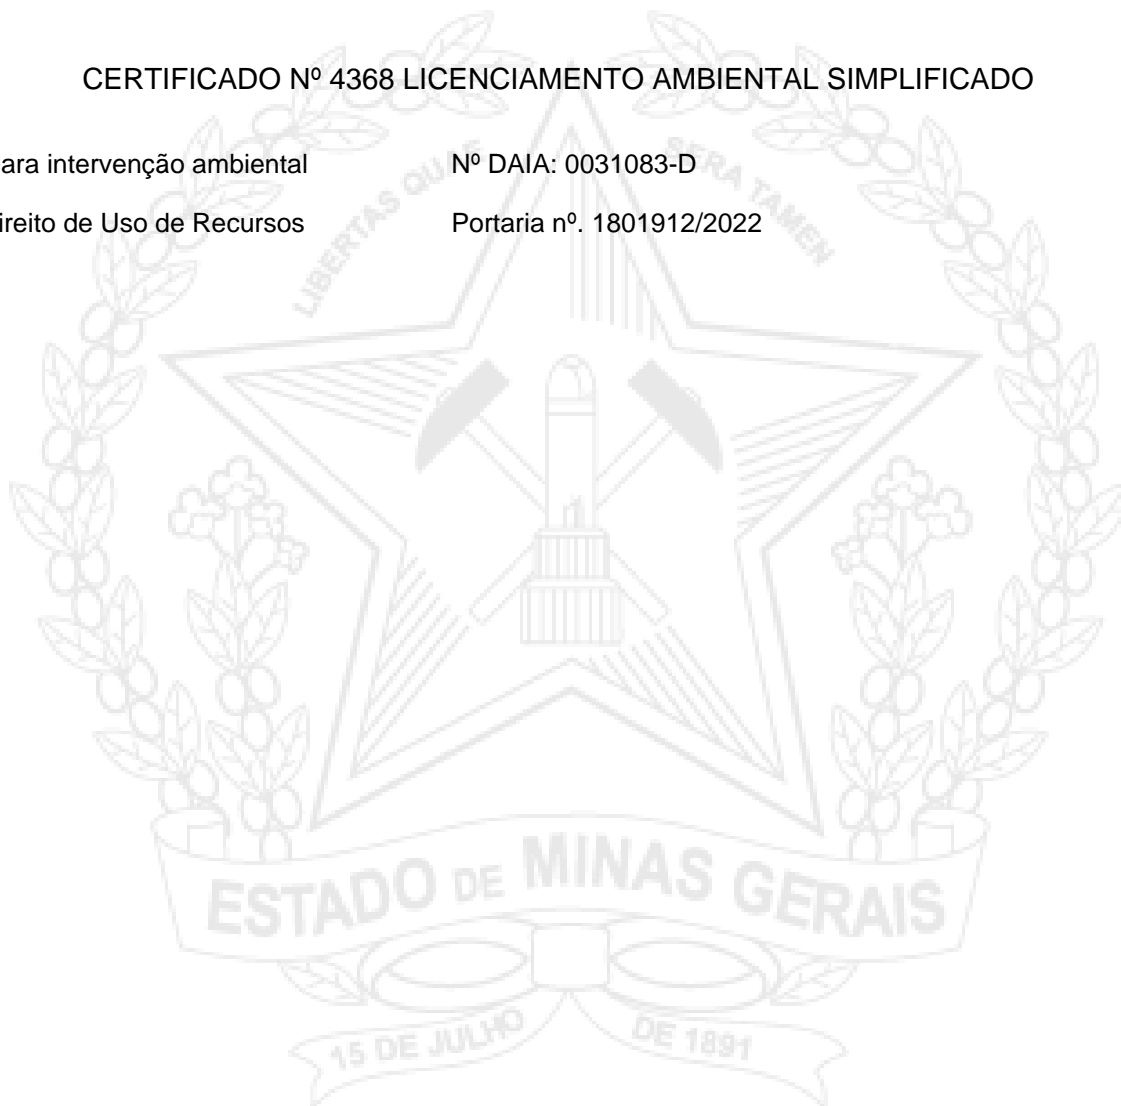 CERTIFICADO Nº 4368 LICENCIAMENTO AMBIENTAL SIMPLIFICADO
ara intervenção ambiental Nº DAIA: 0031083-D
ireito de Uso de Recursos Portaria nº. 1801912/2022
LIBERTAS QUÆ SERA TAMEN
ESTADO DE MINAS GERAIS
15 DE JULHO DE 1891